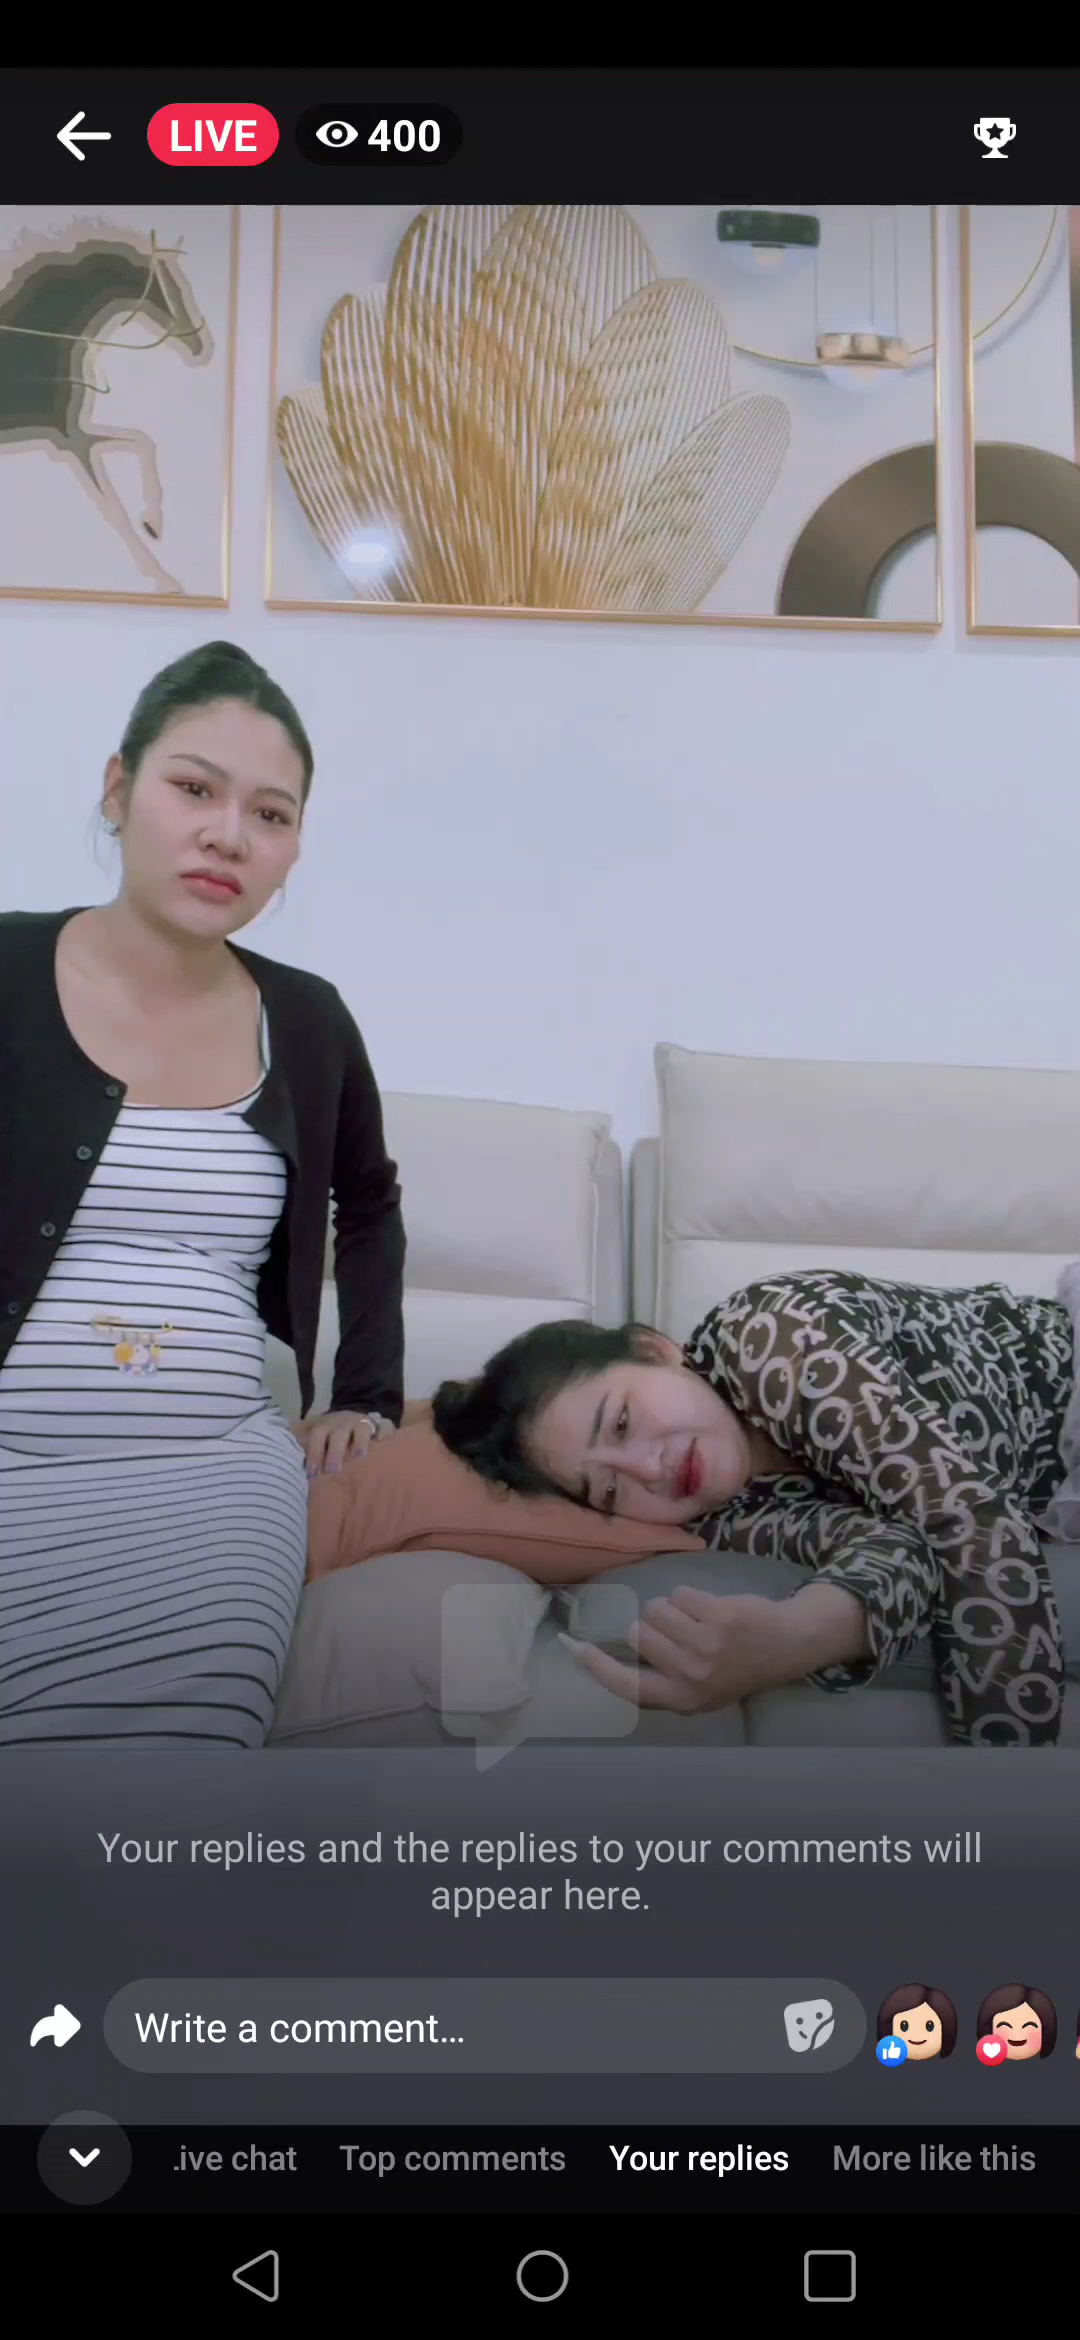 LIVE 400
Your replies and the replies to your comments will
appear here.
Write a comment...
.ive chat Top comments Your replies More like this